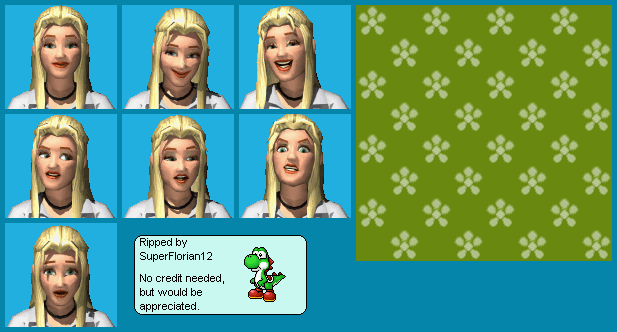 Ripped by
SuperFlorian12
No credit needed,
but would be
appreciated.